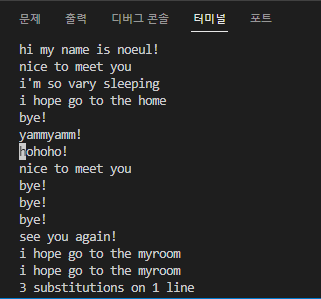 문제 출력 디버그 콘솔 터미널 포트
hi my name is noeul!
nice to meet you
i'm so vary sleeping
i hope go to the home
bye!
yammyamm!
hohoho!
nice to meet you
bye!
bye!
bye!
see you again!
i hope go to the myroom
i hope go to the myroom
3 substitutions on 1 line